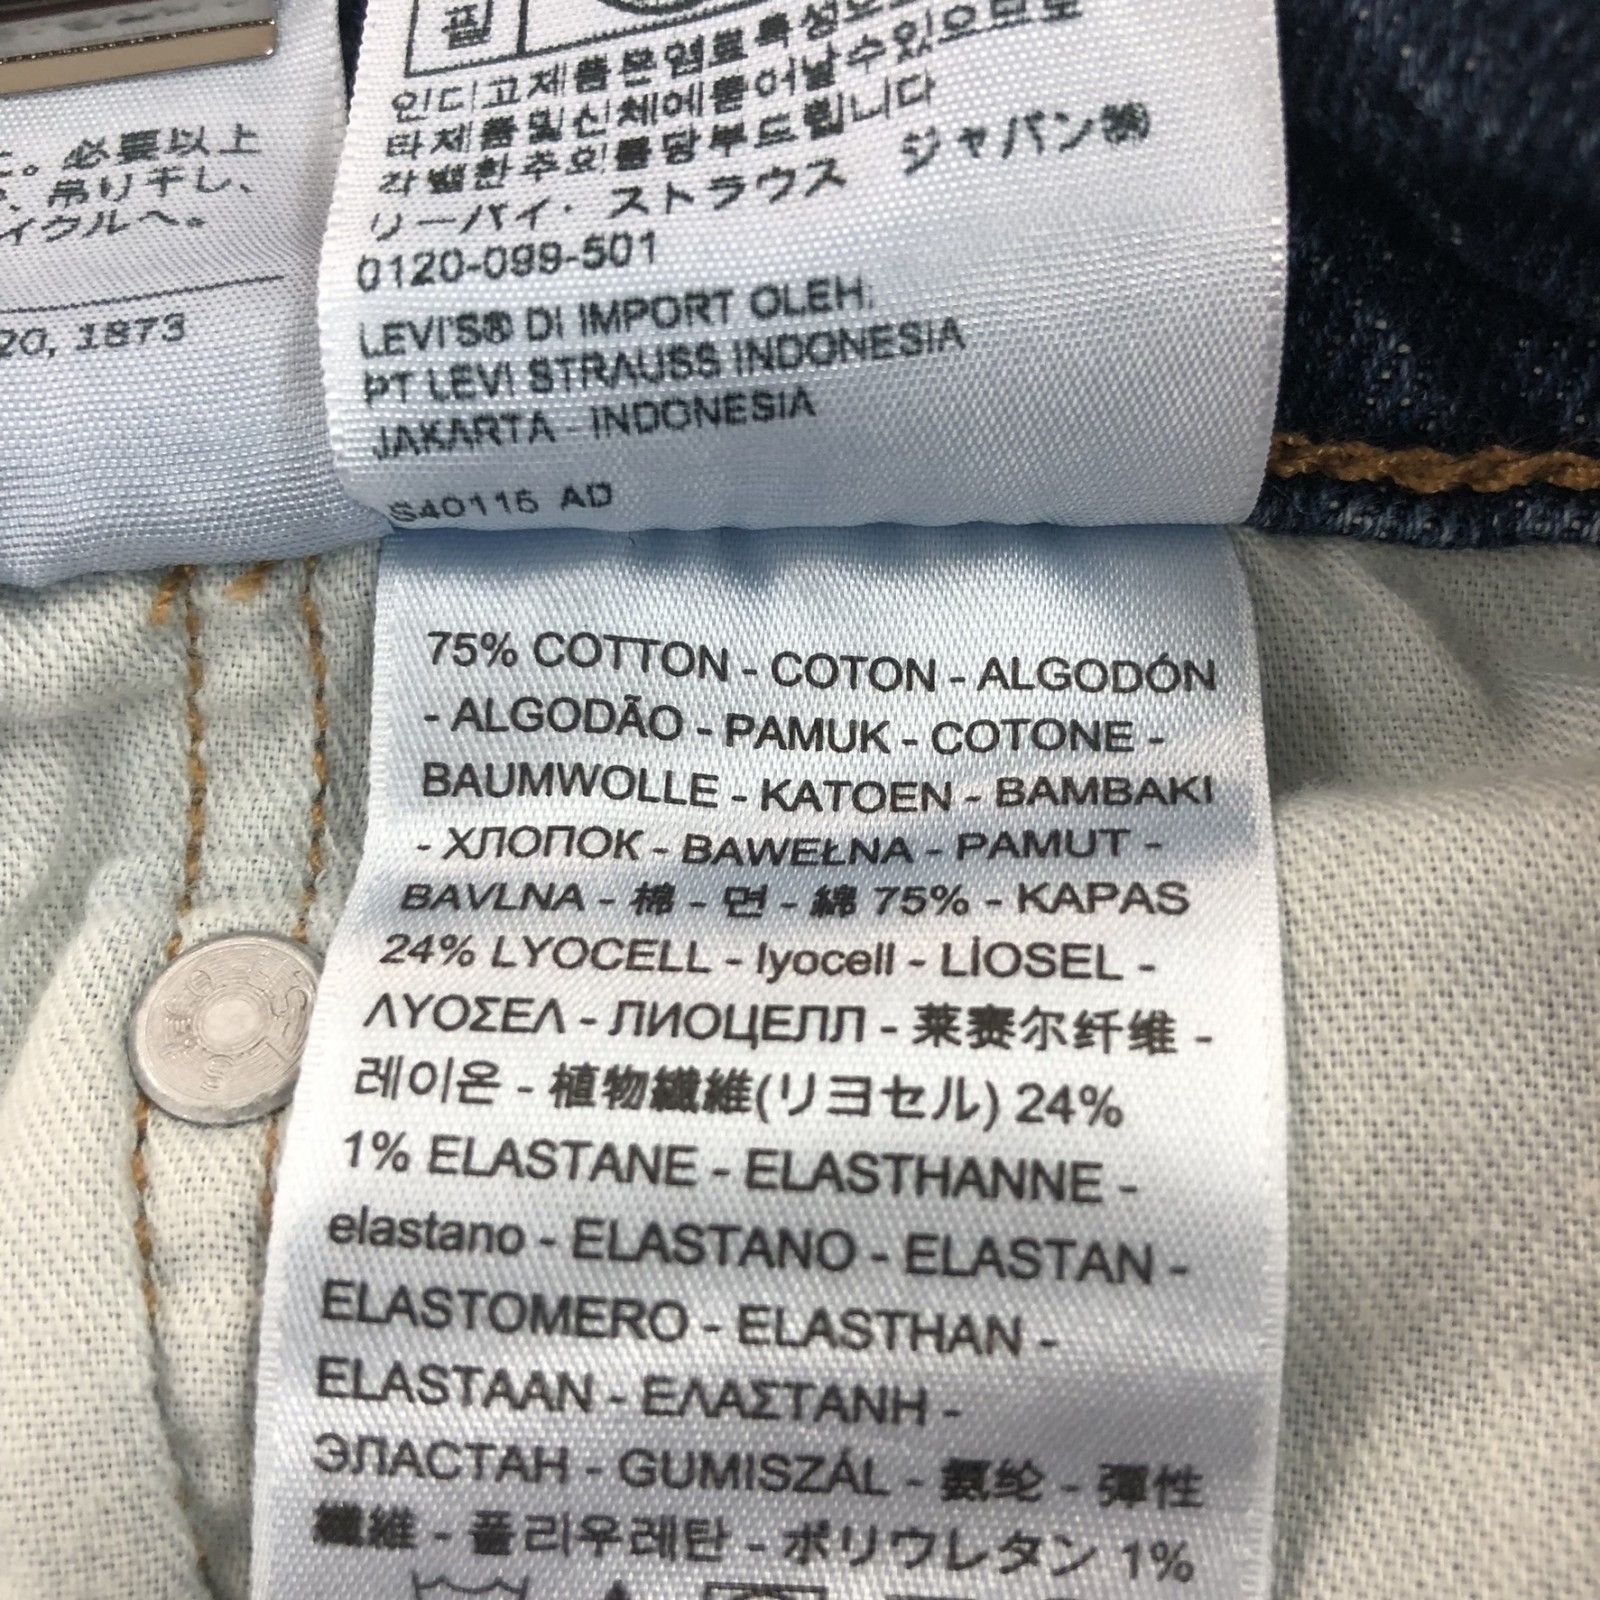 필
인디고제품은염료특성으로
타제품및신체에묻어날수있으므로
각별한주의를당부드립니다
リーバイ・ストラウス ジャパン㈱
0120-099-501
LEVI'S® DI IMPORT OLEH:
PT LEVI STRAUSS INDONESIA
JAKARTA - INDONESIA
S40115 AD
。必要以上
、吊り干し、
イクルへ。
20, 1873
75% COTTON - COTON - ALGODÓN
- ALGODÃO - PAMUK - COTONE -
BAUMWOLLE - KATOEN - BAMBAKI
- ХЛОПОК - BAWEŁNA - PAMUT -
BAVLNA - 棉 - 면 - 綿 75% - KAPAS
24% LYOCELL - lyocell - LİOSEL -
ΛΥΟΣΕΛ - ЛИОЦЕЛЛ - 莱赛尔纤维 -
레이온 - 植物繊維(リヨセル) 24%
1% ELASTANE - ELASTHANNE -
elastano - ELASTANO - ELASTAN -
ELASTOMERO - ELASTHAN -
ELASTAAN - ΕΛΑΣΤΑΝΗ -
ЭЛАСТАН - GUMISZÁL - 氨纶 - 彈性
纖維 - 폴리우레탄 - ポリウレタン 1%